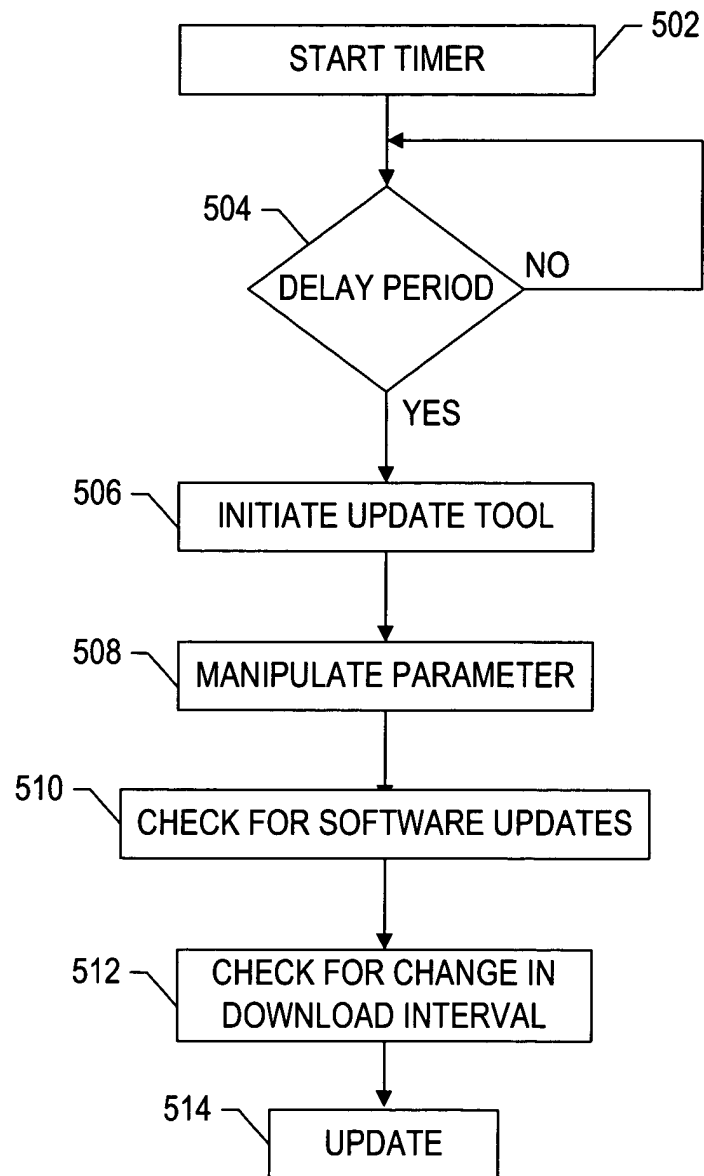 502
START TIMER
504
DELAY PERIOD
NO
YES
506
INITIATE UPDATE TOOL
508
MANIPULATE PARAMETER
510
CHECK FOR SOFTWARE UPDATES
512
CHECK FOR CHANGE IN
DOWNLOAD INTERVAL
514
UPDATE